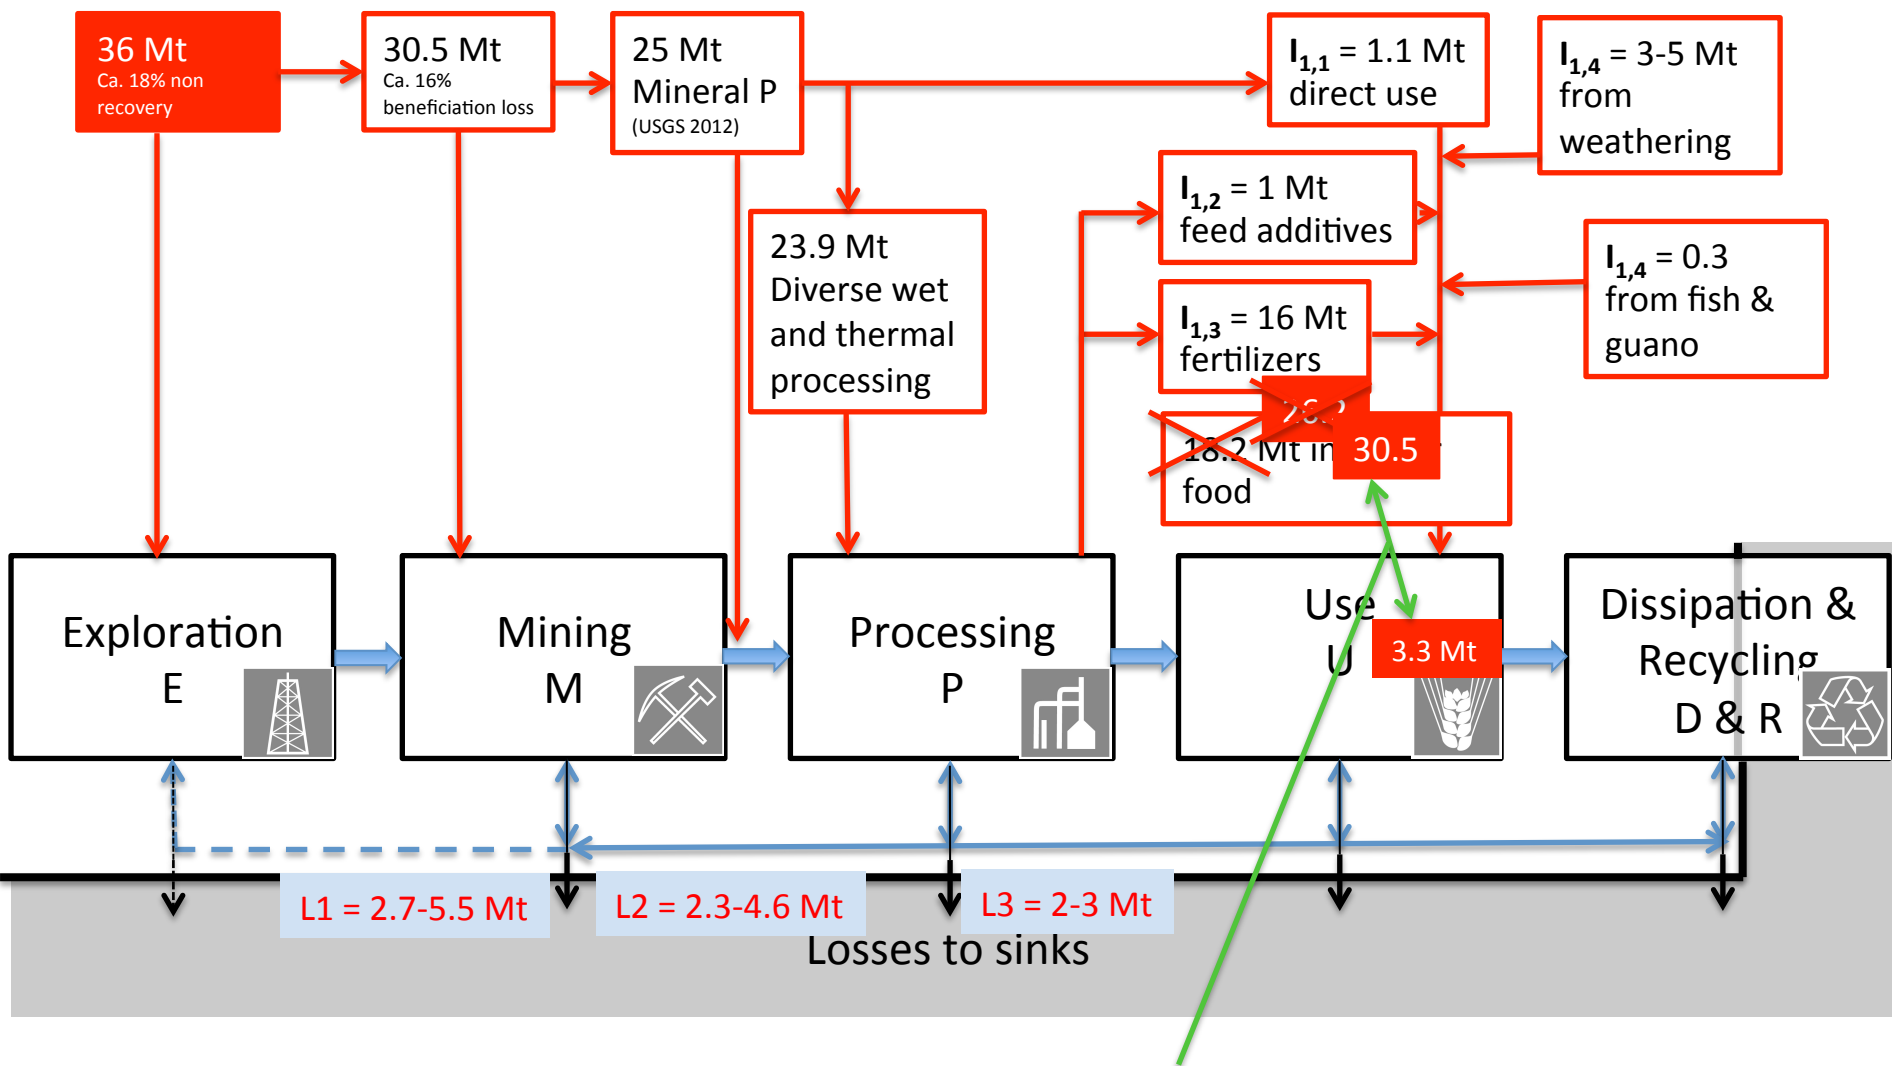 36 Mt
Ca. 18% non
recovery
30.5 Mt
Ca. 16%
beneficiation loss
25 Mt
Mineral P
(USGS 2012)
I1,1 = 1.1 Mt
direct use
I1,4 = 3-5 Mt
from
weathering
I1,2 = 1 Mt
feed additives
23.9 Mt
Diverse wet
and thermal
processing
I1,4 = 0.3
from fish &
guano
I1,3 = 16 Mt
fertilizers
26.2
18.2 Mt in
30.5
food
Exploration
E
Mining
M
Processing
P
Use
U
3.3 Mt
Dissipation &
Recycling
D & R
L1 = 2.7-5.5 Mt
L2 = 2.3-4.6 Mt
L3 = 2-3 Mt
Losses to sinks